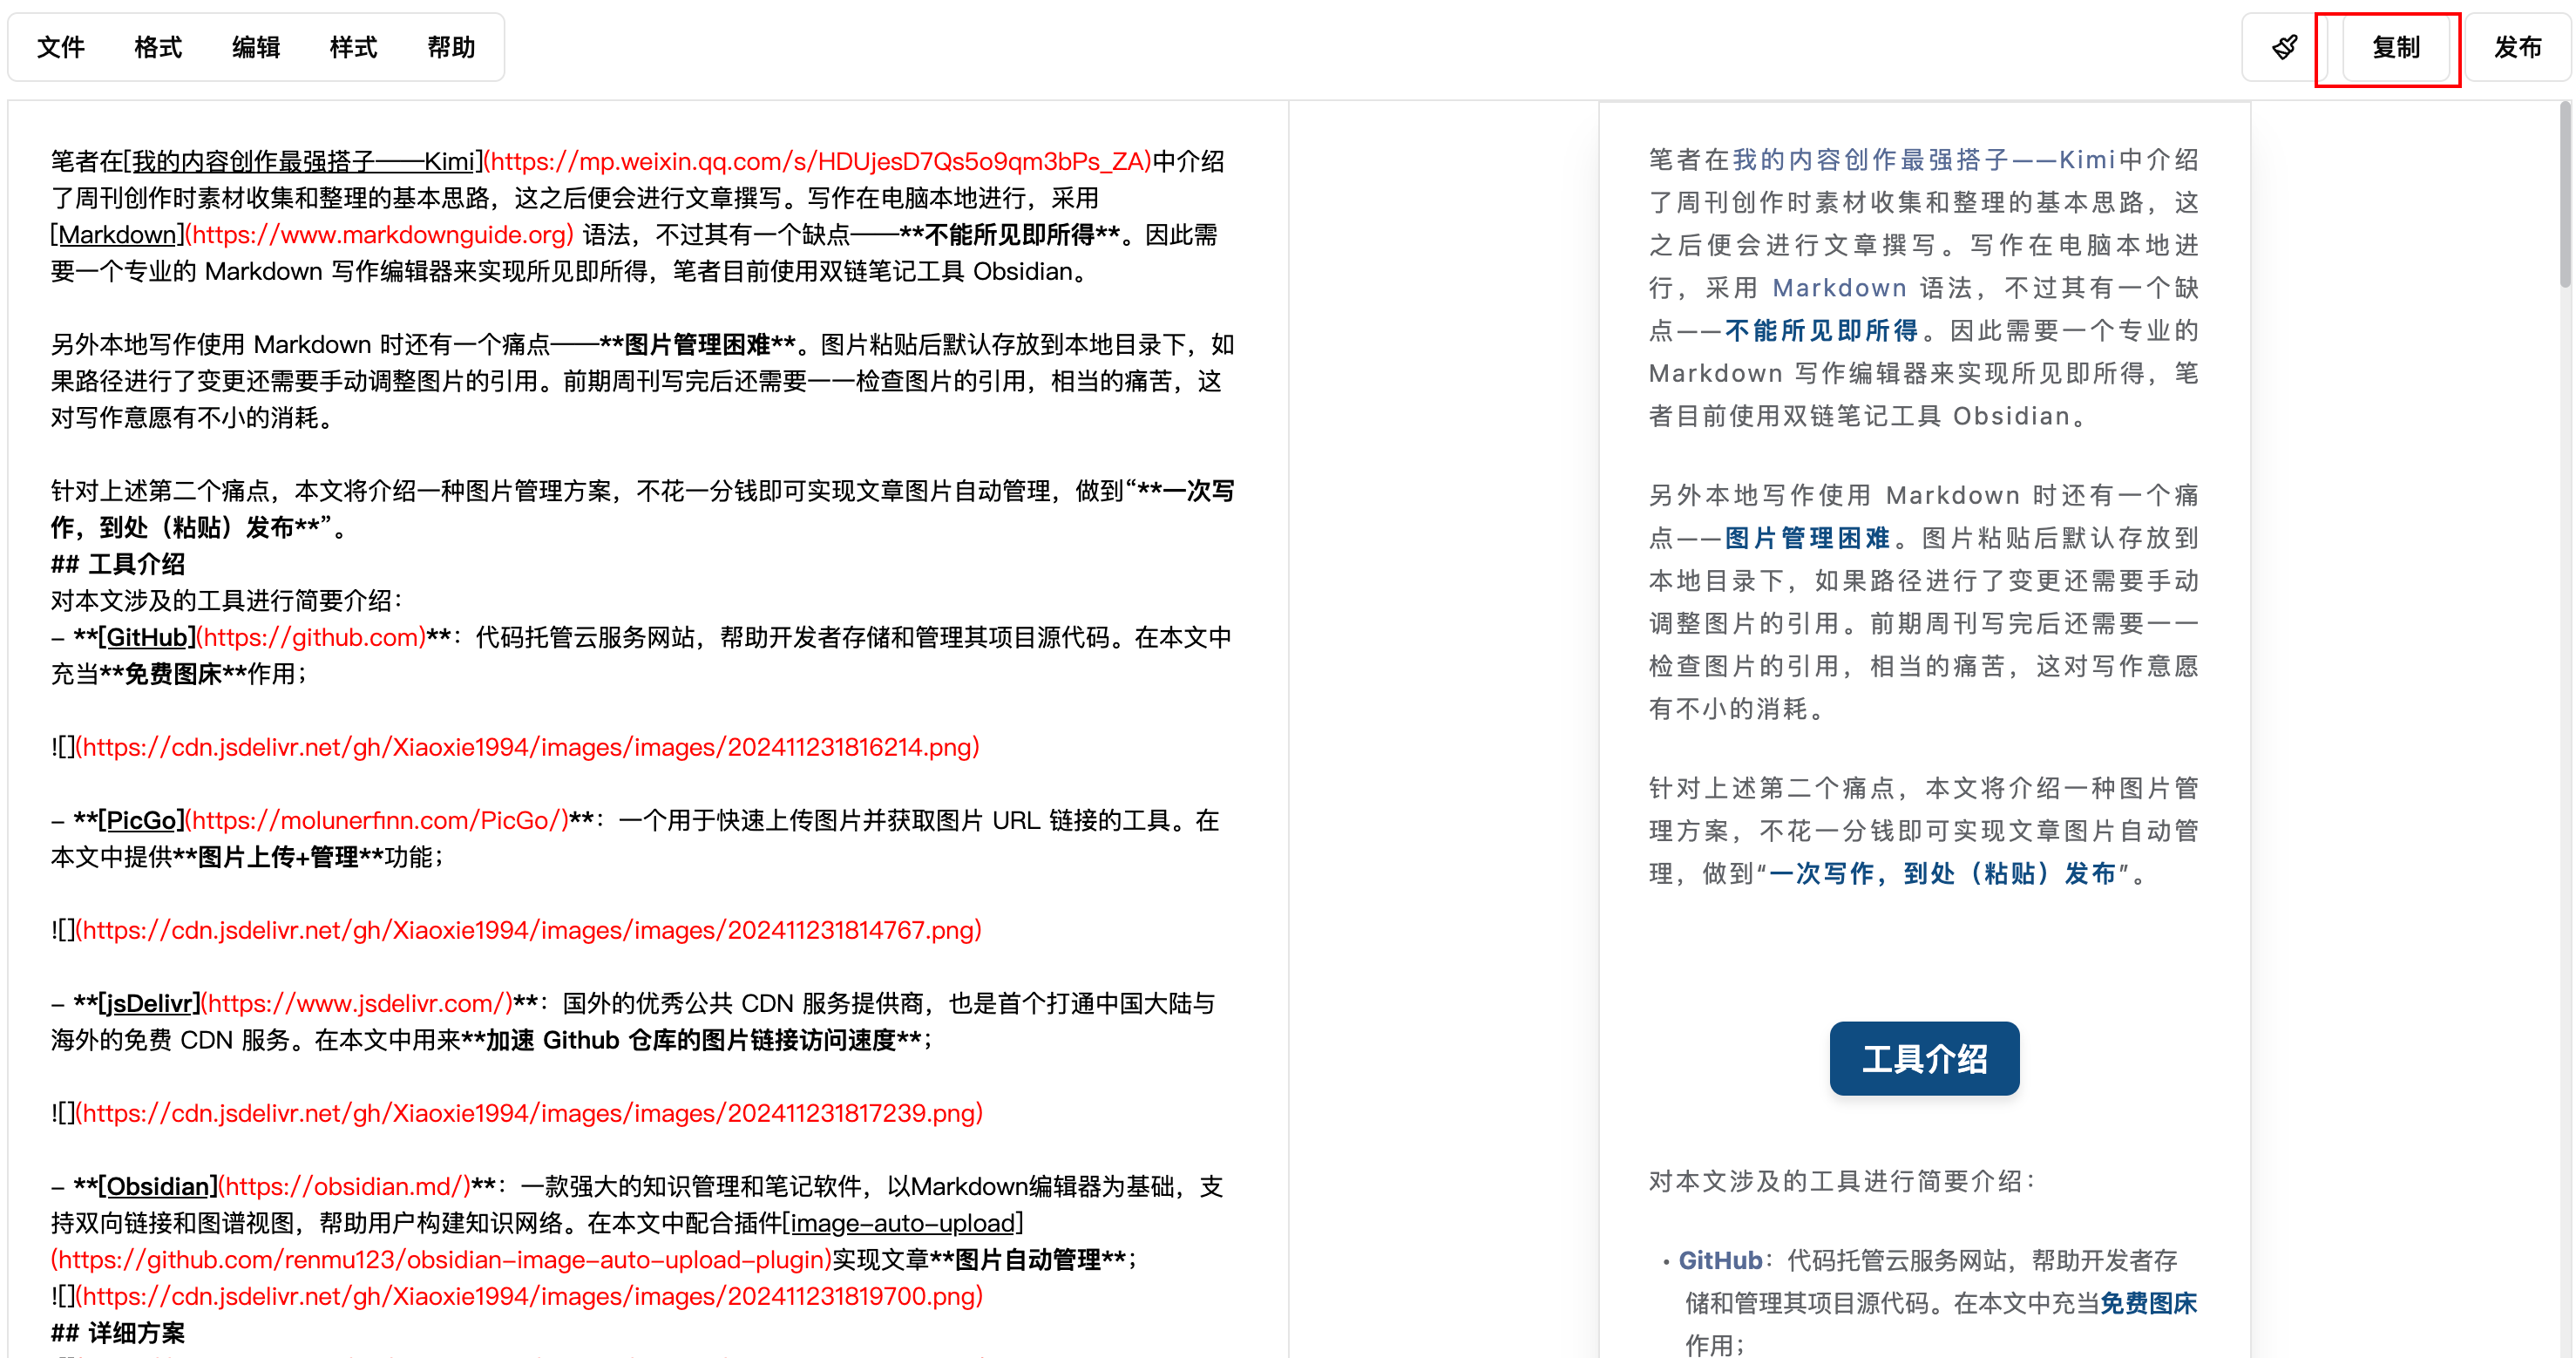 文件 格式 编辑 样式 帮助 复制 发布
笔者在[我的内容创作最强搭子——Kimi](https://mp.weixin.qq.com/s/HDUjesD7Qs5o9qm3bPs_ZA)中介绍
了周刊创作时素材收集和整理的基本思路，这之后便会进行文章撰写。写作在电脑本地进行，采用
[Markdown](https://www.markdownguide.org) 语法，不过其有一个缺点——**不能所见即所得**。因此需
要一个专业的 Markdown 写作编辑器来实现所见即所得，笔者目前使用双链笔记工具 Obsidian。
另外本地写作使用 Markdown 时还有一个痛点——**图片管理困难**。图片粘贴后默认存放到本地目录下，如
果路径进行了变更还需要手动调整图片的引用。前期周刊写完后还需要一一检查图片的引用，相当的痛苦，这
对写作意愿有不小的消耗。
针对上述第二个痛点，本文将介绍一种图片管理方案，不花一分钱即可实现文章图片自动管理，做到“**一次写
作，到处（粘贴）发布**”。
## 工具介绍
对本文涉及的工具进行简要介绍：
- **[GitHub](https://github.com)**：代码托管云服务网站，帮助开发者存储和管理其项目源代码。在本文中
充当**免费图床**作用；
![](https://cdn.jsdelivr.net/gh/Xiaoxie1994/images/images/202411231816214.png)
- **[PicGo](https://molunerfinn.com/PicGo/)**：一个用于快速上传图片并获取图片 URL 链接的工具。在
本文中提供**图片上传+管理**功能；
![](https://cdn.jsdelivr.net/gh/Xiaoxie1994/images/images/202411231814767.png)
- **[jsDelivr](https://www.jsdelivr.com/)**：国外的优秀公共 CDN 服务提供商，也是首个打通中国大陆与
海外的免费 CDN 服务。在本文中用来**加速 Github 仓库的图片链接访问速度**；
![](https://cdn.jsdelivr.net/gh/Xiaoxie1994/images/images/202411231817239.png)
- **[Obsidian](https://obsidian.md/)**：一款强大的知识管理和笔记软件，以Markdown编辑器为基础，支
持双向链接和图谱视图，帮助用户构建知识网络。在本文中配合插件[image-auto-upload]
(https://github.com/renmu123/obsidian-image-auto-upload-plugin)实现文章**图片自动管理**；
![](https://cdn.jsdelivr.net/gh/Xiaoxie1994/images/images/202411231819700.png)
## 详细方案
笔者在我的内容创作最强搭子——Kimi中介绍
了周刊创作时素材收集和整理的基本思路，这
之后便会进行文章撰写。写作在电脑本地进
行，采用 Markdown 语法，不过其有一个缺
点——不能所见即所得。因此需要一个专业的
Markdown 写作编辑器来实现所见即所得，笔
者目前使用双链笔记工具 Obsidian。
另外本地写作使用 Markdown 时还有一个痛
点——图片管理困难。图片粘贴后默认存放到
本地目录下，如果路径进行了变更还需要手动
调整图片的引用。前期周刊写完后还需要一一
检查图片的引用，相当的痛苦，这对写作意愿
有不小的消耗。
针对上述第二个痛点，本文将介绍一种图片管
理方案，不花一分钱即可实现文章图片自动管
理，做到“一次写作，到处（粘贴）发布”。
工具介绍
对本文涉及的工具进行简要介绍：
• GitHub：代码托管云服务网站，帮助开发者存
储和管理其项目源代码。在本文中充当免费图床
作用；